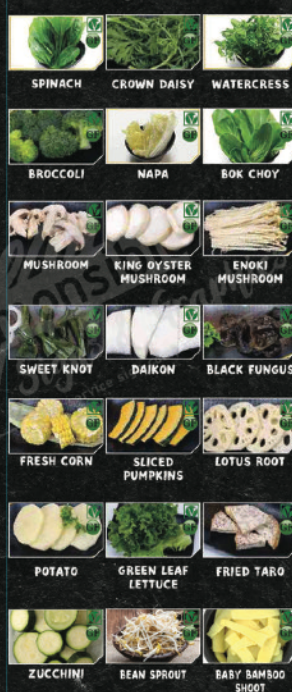 SPINACH
CROWN DAISY
WATERCRESS
BROCCOLI
NAPA
BOK CHOY
MUSHROOM
KING OYSTER
MUSHROOM
ENOKI
MUSHROOM
SWEET KNOT
DAIKON
BLACK FUNGUS
FRESH CORN
SLICED
PUMPKINS
LOTUS ROOT
POTATO
GREEN LEAF
LETTUCE
FRIED TARO
ZUCCHINI
BEAN SPROUT
BABY BAMBOO
SHOOT